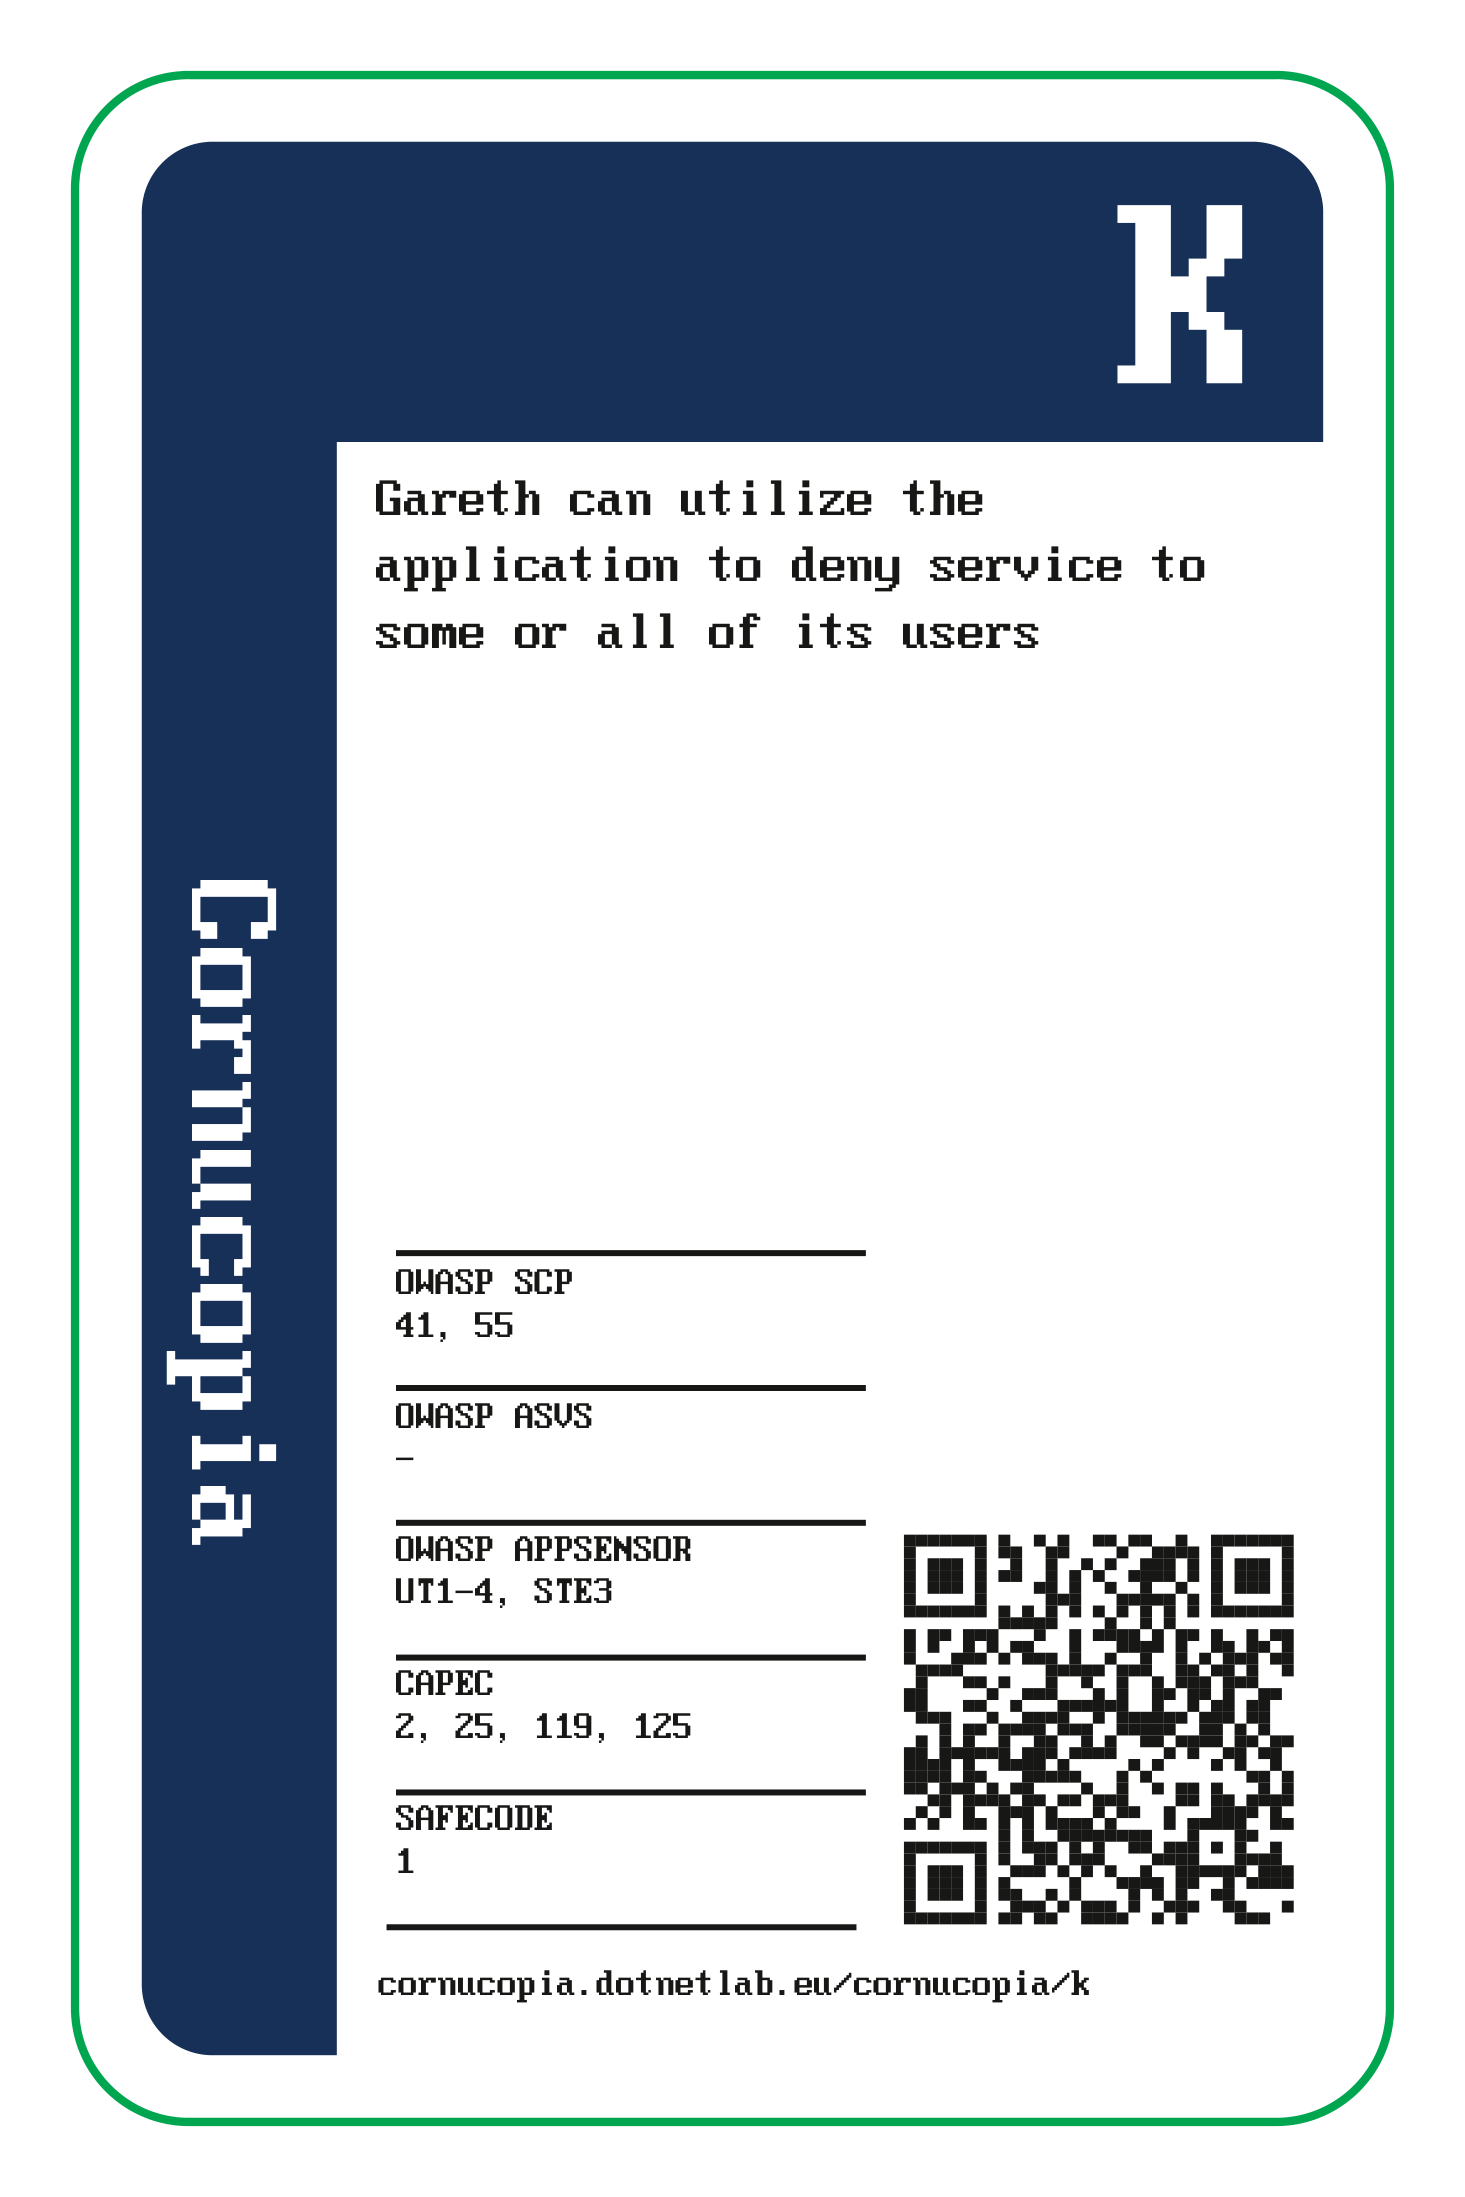 K
Gareth can utilize the
application to deny service to
some or all of its users
Cornucopia
OWASP SCP
41, 55
OWASP ASVS
-
OWASP APPSENSOR
UT1-4, STE3
CAPEC
2, 25, 119, 125
SAFECODE
1
cornucopia.dotnetlab.eu/cornucopia/k